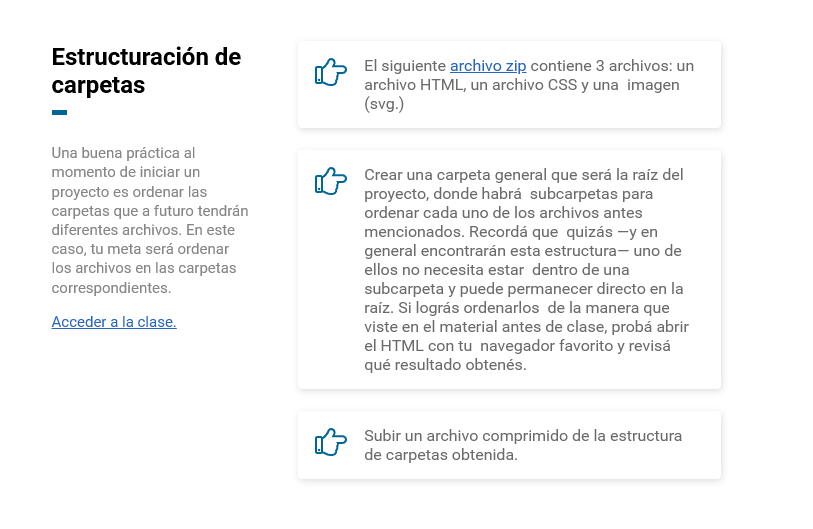 Estructuración de
carpetas
Una buena práctica al
momento de iniciar un
proyecto es ordenar las
carpetas que a futuro tendrán
diferentes archivos. En este
caso, tu meta será ordenar
los archivos en las carpetas
correspondientes.
Acceder a la clase.
El siguiente archivo zip contiene 3 archivos: un
archivo HTML, un archivo CSS y una  imagen
(svg.)
Crear una carpeta general que será la raíz del
proyecto, donde habrá  subcarpetas para
ordenar cada uno de los archivos antes
mencionados. Recordá que  quizás —y en
general encontrarán esta estructura— uno de
ellos no necesita estar  dentro de una
subcarpeta y puede permanecer directo en la
raíz. Si lográs ordenarlos  de la manera que
viste en el material antes de clase, probá abrir
el HTML con tu  navegador favorito y revisá
qué resultado obtenés.
Subir un archivo comprimido de la estructura
de carpetas obtenida.